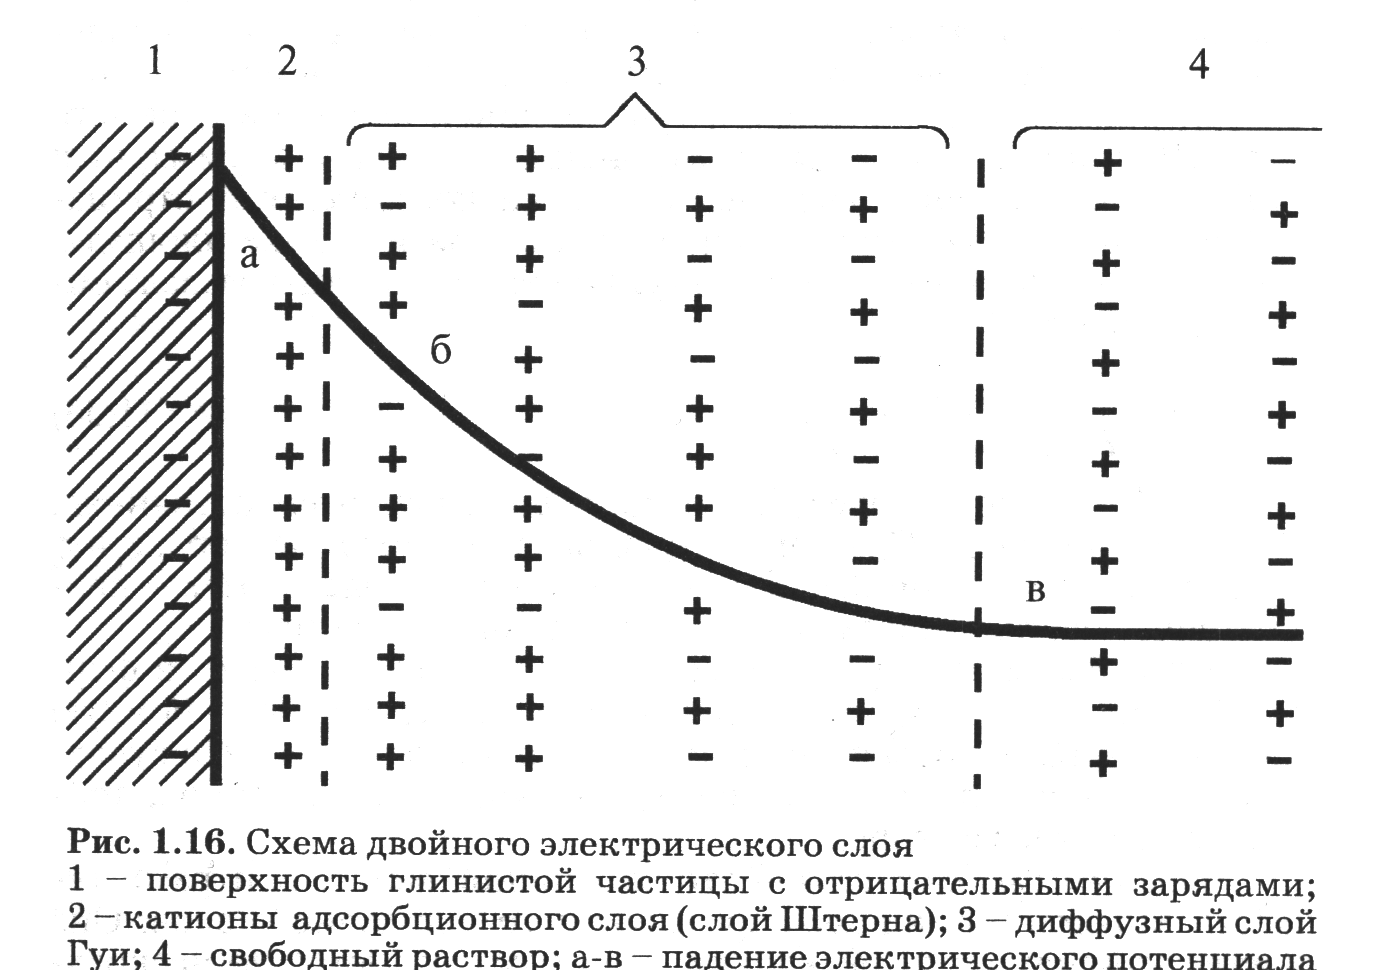 1 2 3 4
а
б
в
Рис. 1.16. Схема двойного электрического слоя
1 – поверхность глинистой частицы с отрицательными зарядами;
2 – катионы адсорбционного слоя (слой Штерна); 3 – диффузный слой
Гуи; 4 – свободный раствор; а-в – падение электрического потенциала